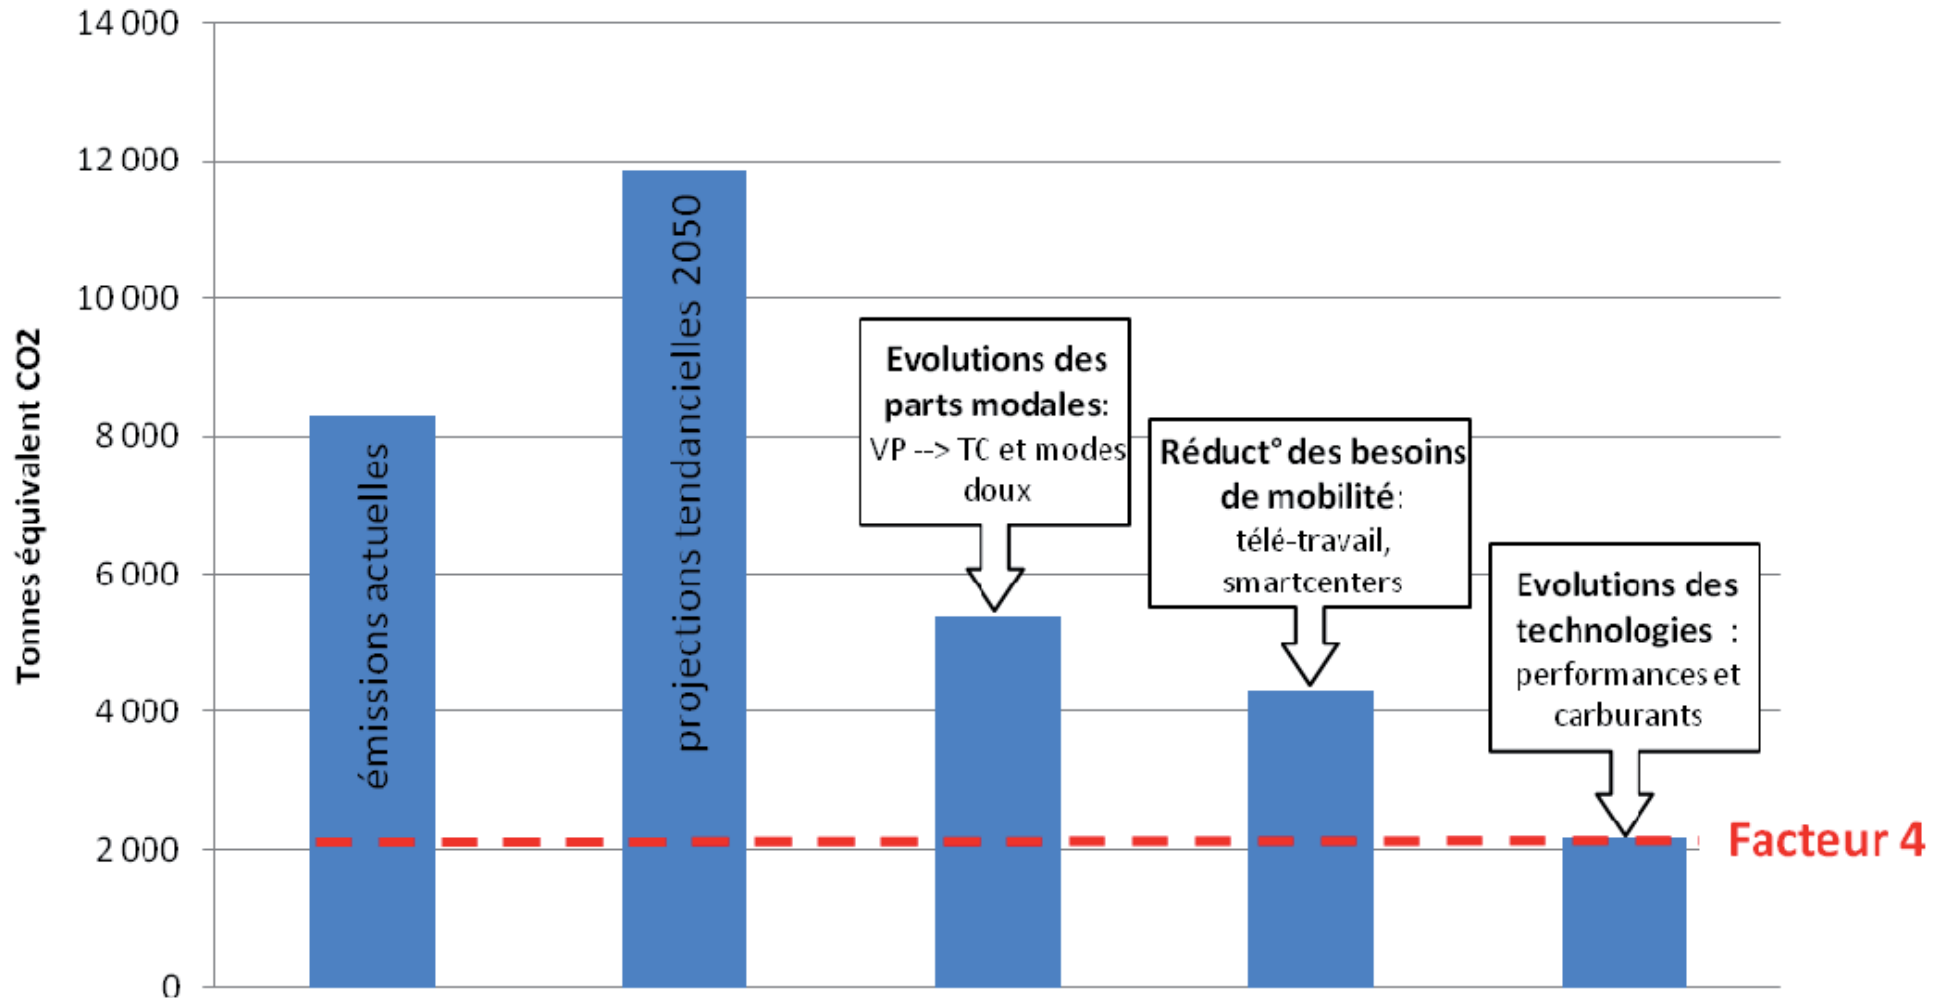 14 000
12 000
10 000
8 000
6 000
4 000
2 000
0
Tonnes équivalent CO2
émissions actuelles
projections tendancielles 2050
Evolutions des
parts modales:
VP --> TC et modes
doux
Réduct° des besoins
de mobilité:
télé-travail,
smartcenters
Evolutions des
technologies :
performances et
carburants
Facteur 4